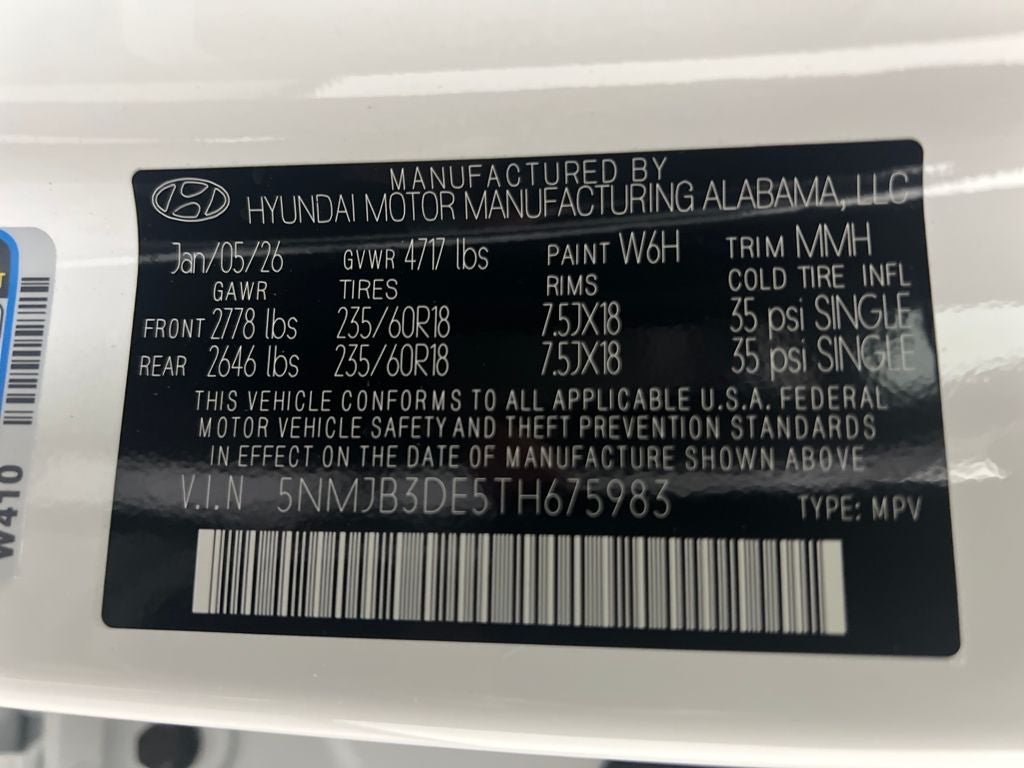 MANUFACTURED BY
HYUNDAI MOTOR MANUFACTURING ALABAMA, LLC
Jan/05/26 GVWR 4717 lbs PAINT W6H TRIM MMH
GAWR TIRES RIMS COLD TIRE INFL
FRONT 2778 lbs 235/60R18 7.5JX18 35 psi SINGLE
REAR 2646 lbs 235/60R18 7.5JX18 35 psi SINGLE
THIS VEHICLE CONFORMS TO ALL APPLICABLE U.S.A. FEDERAL
MOTOR VEHICLE SAFETY AND THEFT PREVENTION STANDARDS
IN EFFECT ON THE DATE OF MANUFACTURE SHOWN ABOVE
V.I.N 5NMJB3DE5TH675983 TYPE: MPV
W410